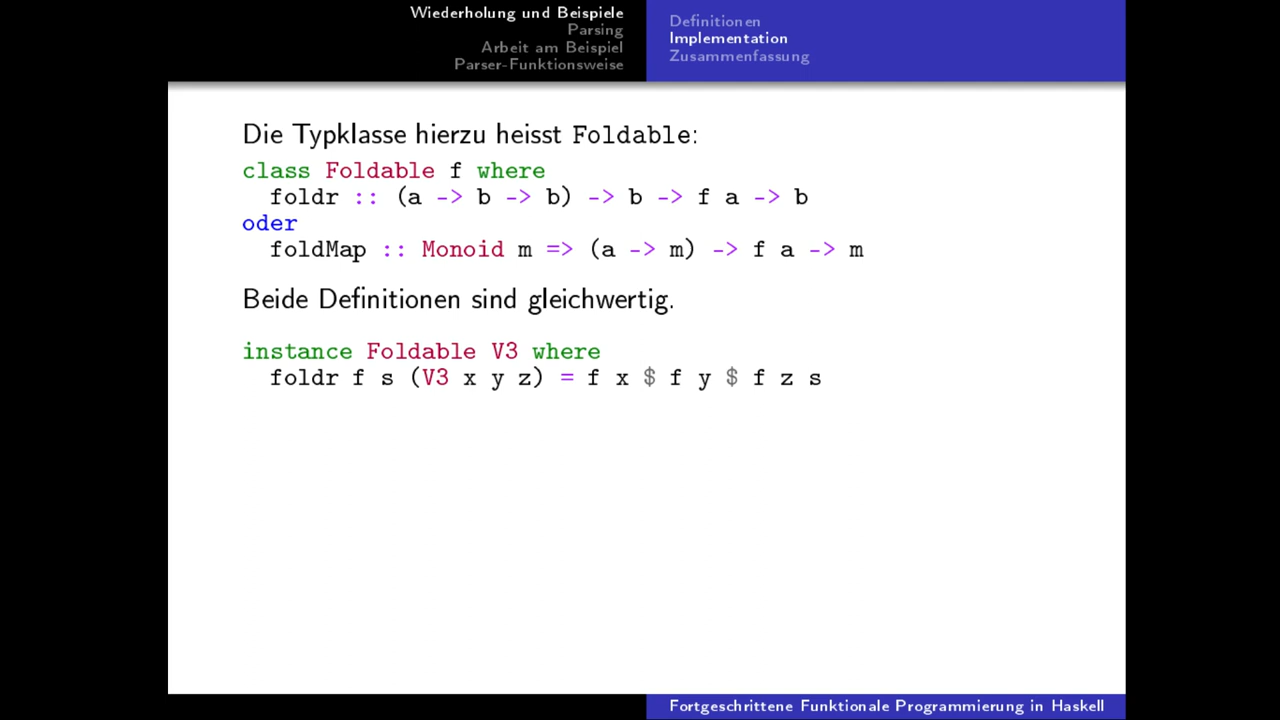 Wiederholung und Beispiele
Parsing
Arbeit am Beispiel
Parser-Funktionsweise
Definitionen
Implementation
Zusammenfassung
Die Typklasse hierzu heisst Foldable:
class Foldable f where
  foldr :: (a -> b -> b) -> b -> f a -> b
oder
  foldMap :: Monoid m => (a -> m) -> f a -> m
Beide Definitionen sind gleichwertig.
instance Foldable V3 where
  foldr f s (V3 x y z) = f x $ f y $ f z s
Fortgeschrittene Funktionale Programmierung in Haskell